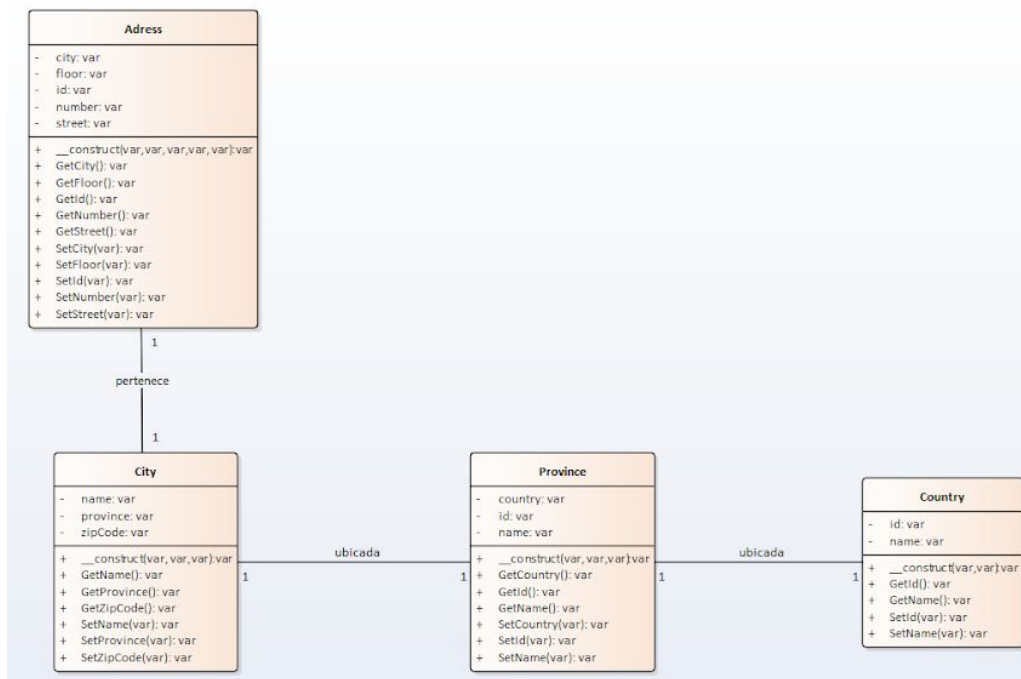 Adress
- city: var
- floor: var
- id: var
- number: var
- street: var
+ __construct(var,var,var,var,var):var
+ GetCity(): var
+ GetFloor(): var
+ GetId(): var
+ GetNumber(): var
+ GetStreet(): var
+ SetCity(var): var
+ SetFloor(var): var
+ SetId(var): var
+ SetNumber(var): var
+ SetStreet(var): var
1
pertenece
1
City
- name: var
- province: var
- zipCode: var
+ __construct(var,var,var):var
+ GetName(): var
+ GetProvince(): var
+ GetZipCode(): var
+ SetName(var): var
+ SetProvince(var): var
+ SetZipCode(var): var
ubicada
1
1
Province
- country: var
- id: var
- name: var
+ __construct(var,var,var):var
+ GetCountry(): var
+ GetId(): var
+ GetName(): var
+ SetCountry(var): var
+ SetId(var): var
+ SetName(var): var
ubicada
1
1
Country
- id: var
- name: var
+ __construct(var,var):var
+ GetId(): var
+ GetName(): var
+ SetId(var): var
+ SetName(var): var